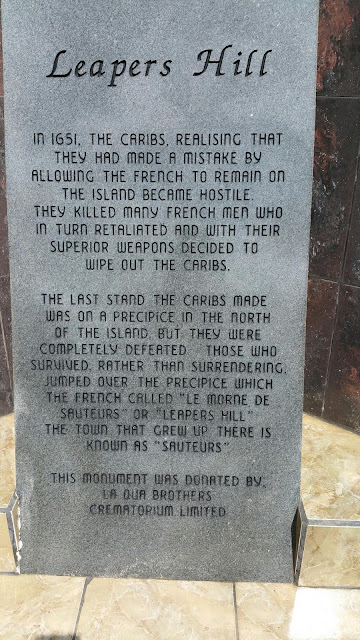 Leapers Hill
IN 1651, THE CARIBS, REALISING THAT
THEY HAD MADE A MISTAKE BY
ALLOWING THE FRENCH TO REMAIN ON
THE ISLAND BECAME HOSTILE.
THEY KILLED MANY FRENCH MEN WHO
IN TURN RETALIATED AND WITH THEIR
SUPERIOR WEAPONS DECIDED TO
WIPE OUT THE CARIBS.
THE LAST STAND THE CARIBS MADE
WAS ON A PRECIPICE IN THE NORTH
OF THE ISLAND, BUT THEY WERE
COMPLETELY DEFEATED. THOSE WHO
SURVIVED, RATHER THAN SURRENDERING,
JUMPED OVER THE PRECIPICE WHICH
THE FRENCH CALLED "LE MORNE DE
SAUTEURS" OR "LEAPERS HILL"
THE TOWN THAT GREW UP THERE IS
KNOWN AS "SAUTEURS"
THIS MONUMENT WAS DONATED BY,
LA QUA BROTHERS
CREMATORIUM LIMITED